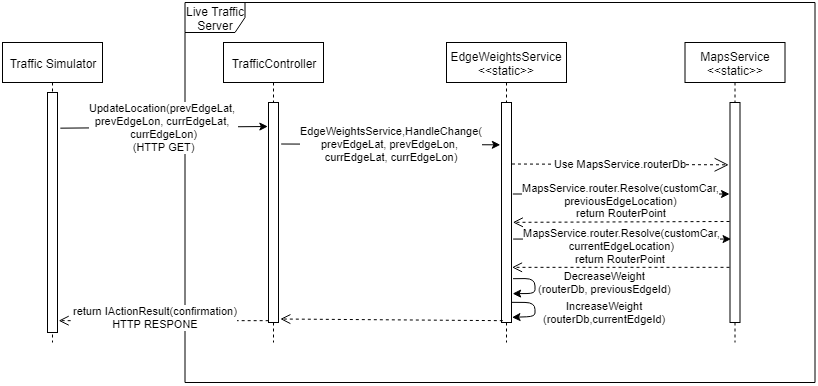 Live Traffic
Server
Traffic Simulator
TrafficController
EdgeWeightsService
<<static>>
MapsService
<<static>>
UpdateLocation(prevEdgeLat,
prevEdgeLon, currEdgeLat,
currEdgeLon)
(HTTP GET)
EdgeWeightsService,HandleChange(
prevEdgeLat, prevEdgeLon,
currEdgeLat, currEdgeLon)
Use MapsService.routerDb
MapsService.router.Resolve(customCar,
previousEdgeLocation)
return RouterPoint
MapsService.router.Resolve(customCar,
currentEdgeLocation)
return RouterPoint
DecreaseWeight
(routerDb, previousEdgeId)
IncreaseWeight
(routerDb,currentEdgeId)
return IActionResult(confirmation)
HTTP RESPONE